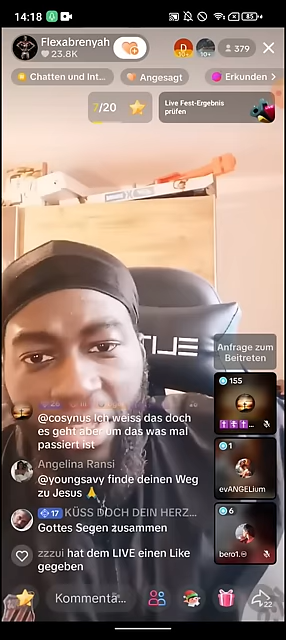 14:18
85
Flexabrenyah
23.8K
10+
379
Chatten und Int...
Angesagt
Erkunden >
7/20
Live Fest-Ergebnis
prüfen
ELITE
Anfrage zum
Beitreten
155
@cosynus Ich weiss das doch
es geht aber um das was mal
passiert ist
Angelina Ransi
@youngsavy finde deinen Weg
zu Jesus 🙏
1
evANGELium
17 KÜSS DOCH DEIN HERZ...
Gottes Segen zusammen
6
bero1.
zzzui hat dem LIVE einen Like
gegeben
Kommenta...
22